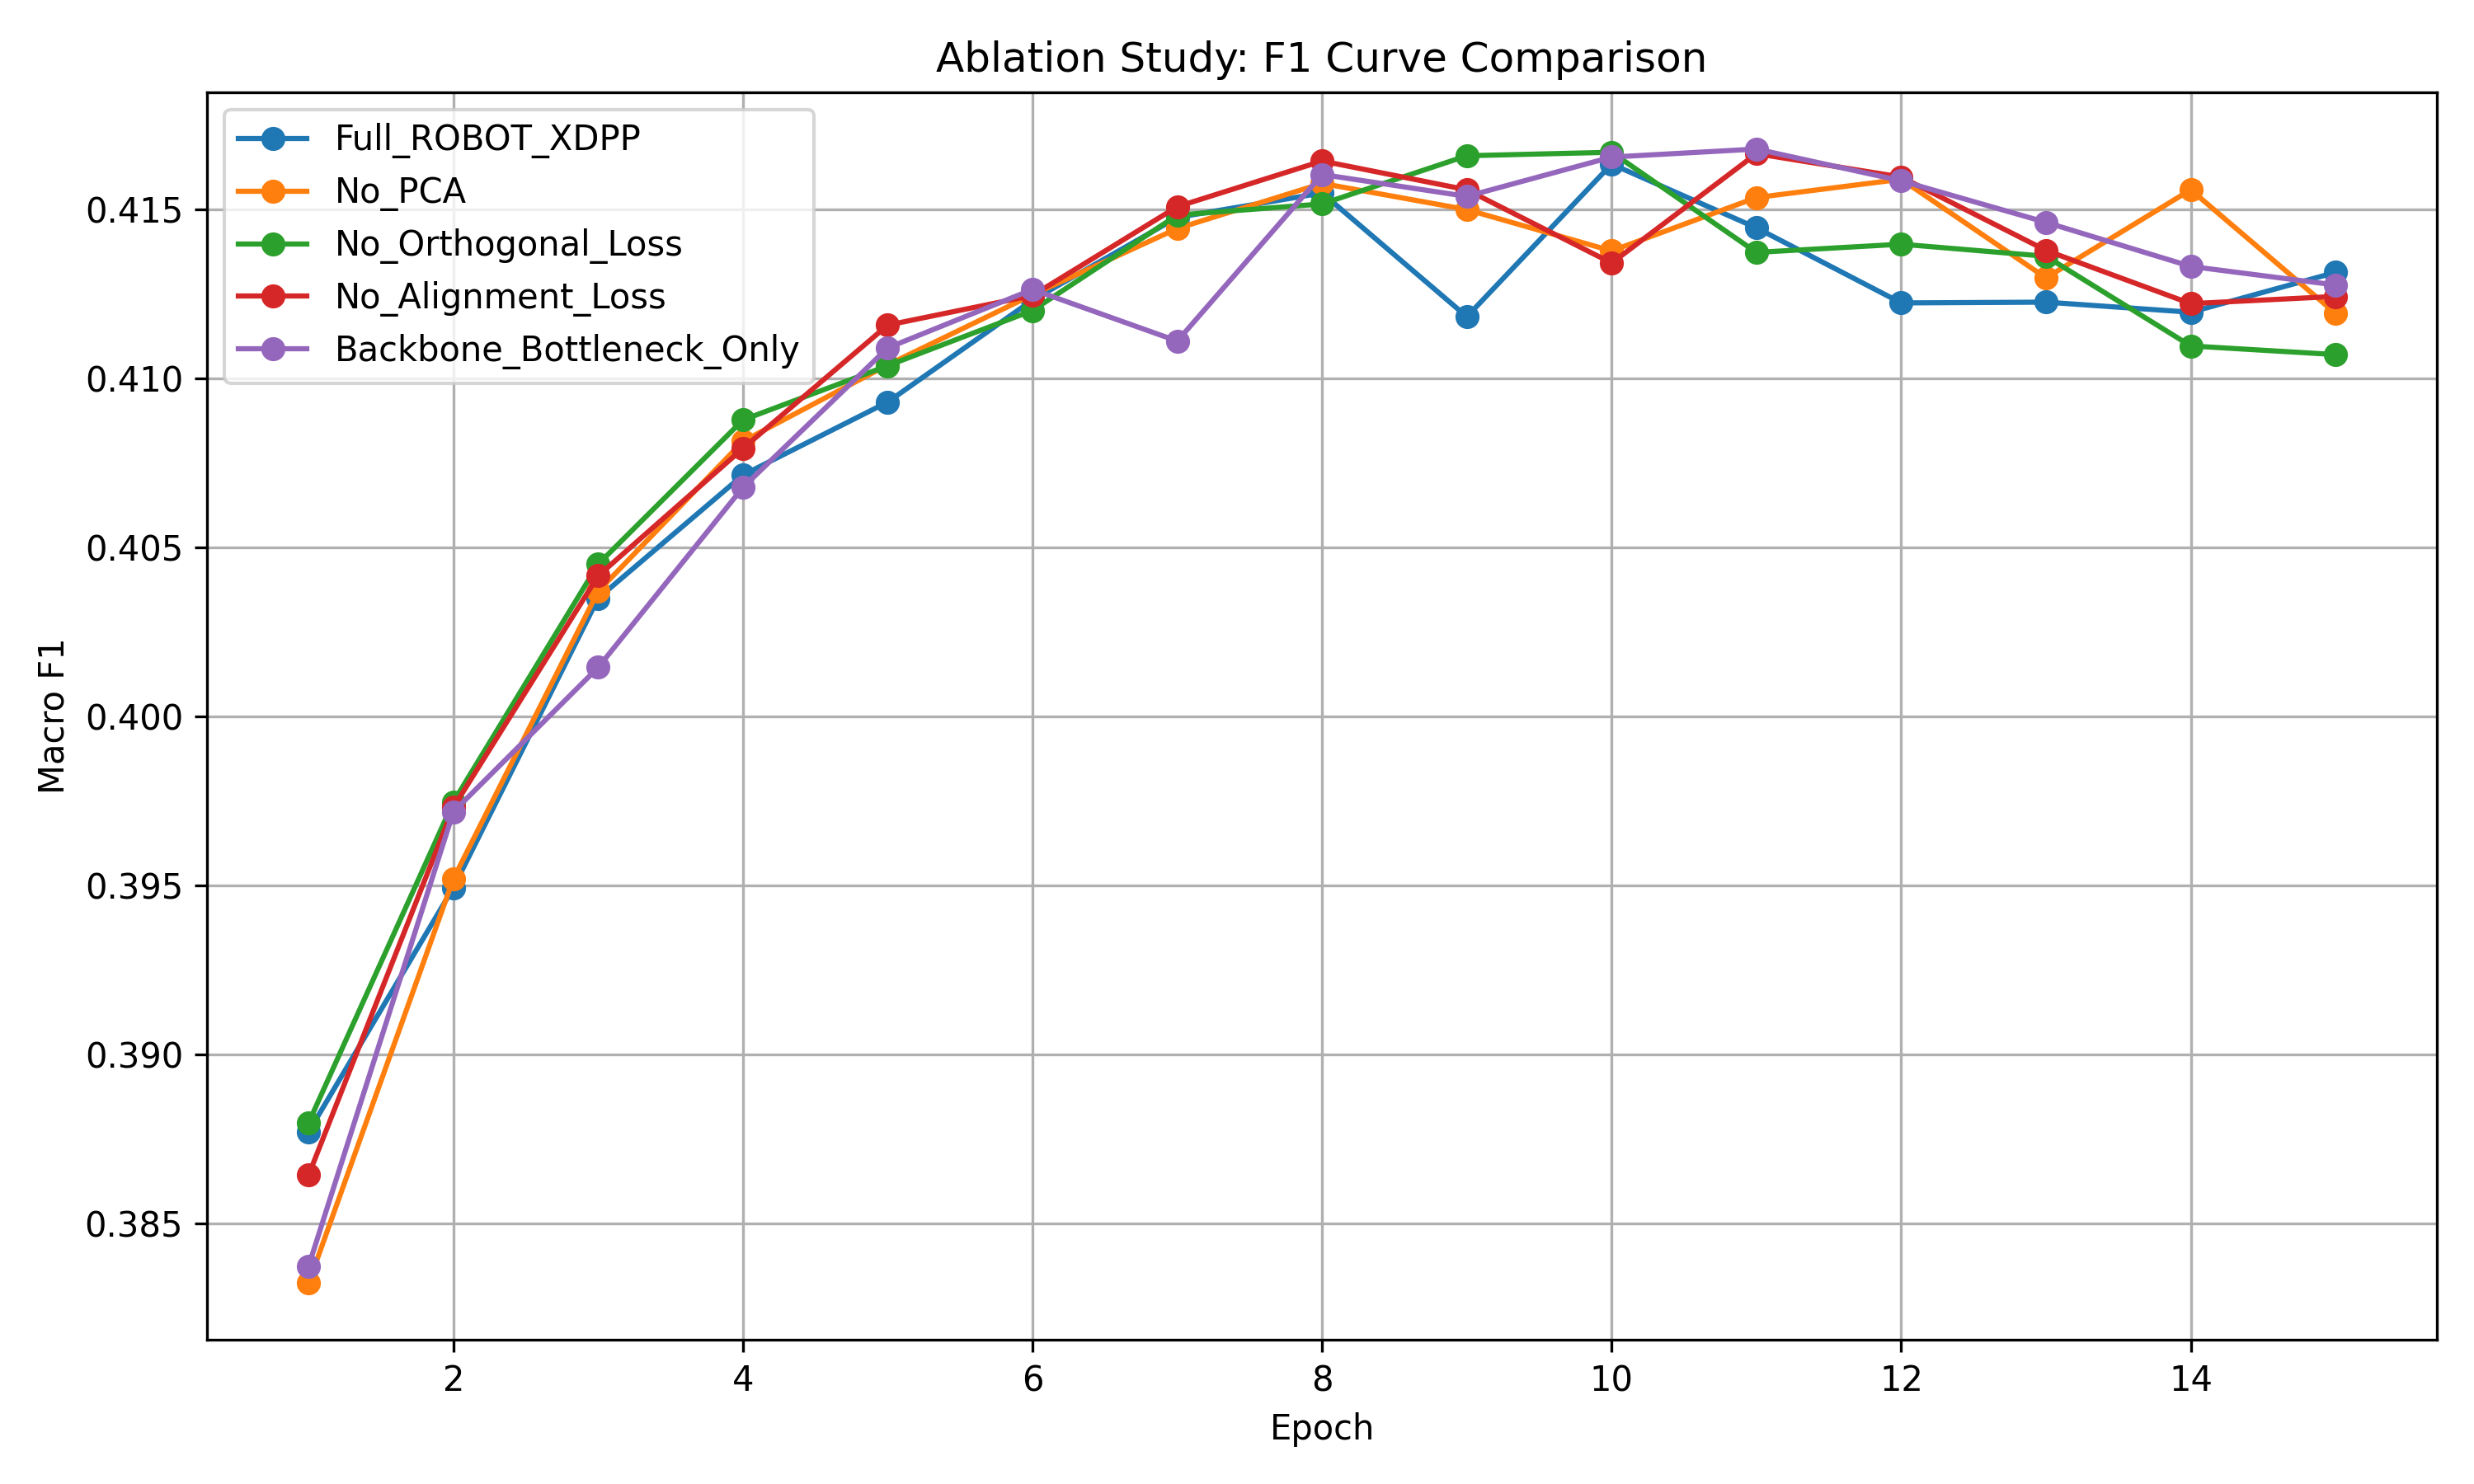 Ablation Study: F1 Curve Comparison
Full_ROBOT_XDPP
No_PCA
No_Orthogonal_Loss
No_Alignment_Loss
Backbone_Bottleneck_Only
0.415
0.410
0.405
0.400
0.395
0.390
0.385
Macro F1
2 4 6 8 10 12 14
Epoch